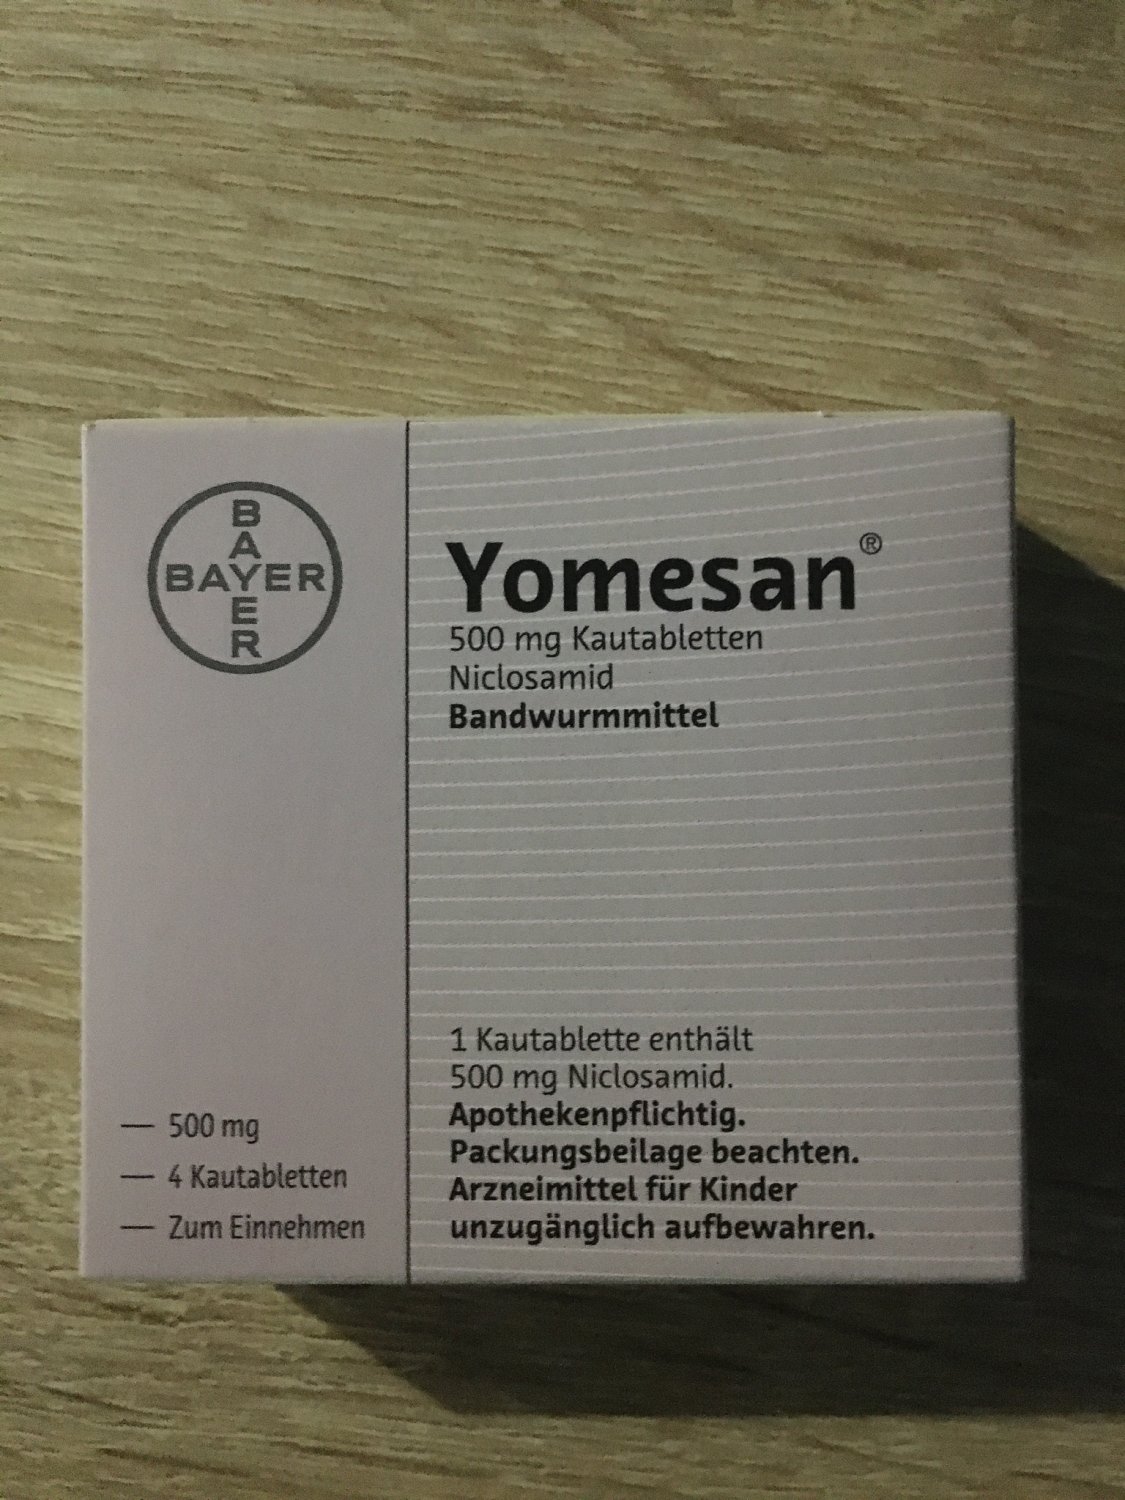 BAYER
BAYER
Yomesan®
500 mg Kautabletten
Niclosamid
Bandwurmmittel
1 Kautablette enthält
500 mg Niclosamid.
Apothekenpflichtig.
Packungsbeilage beachten.
Arzneimittel für Kinder
unzugänglich aufbewahren.
— 500 mg
— 4 Kautabletten
— Zum Einnehmen